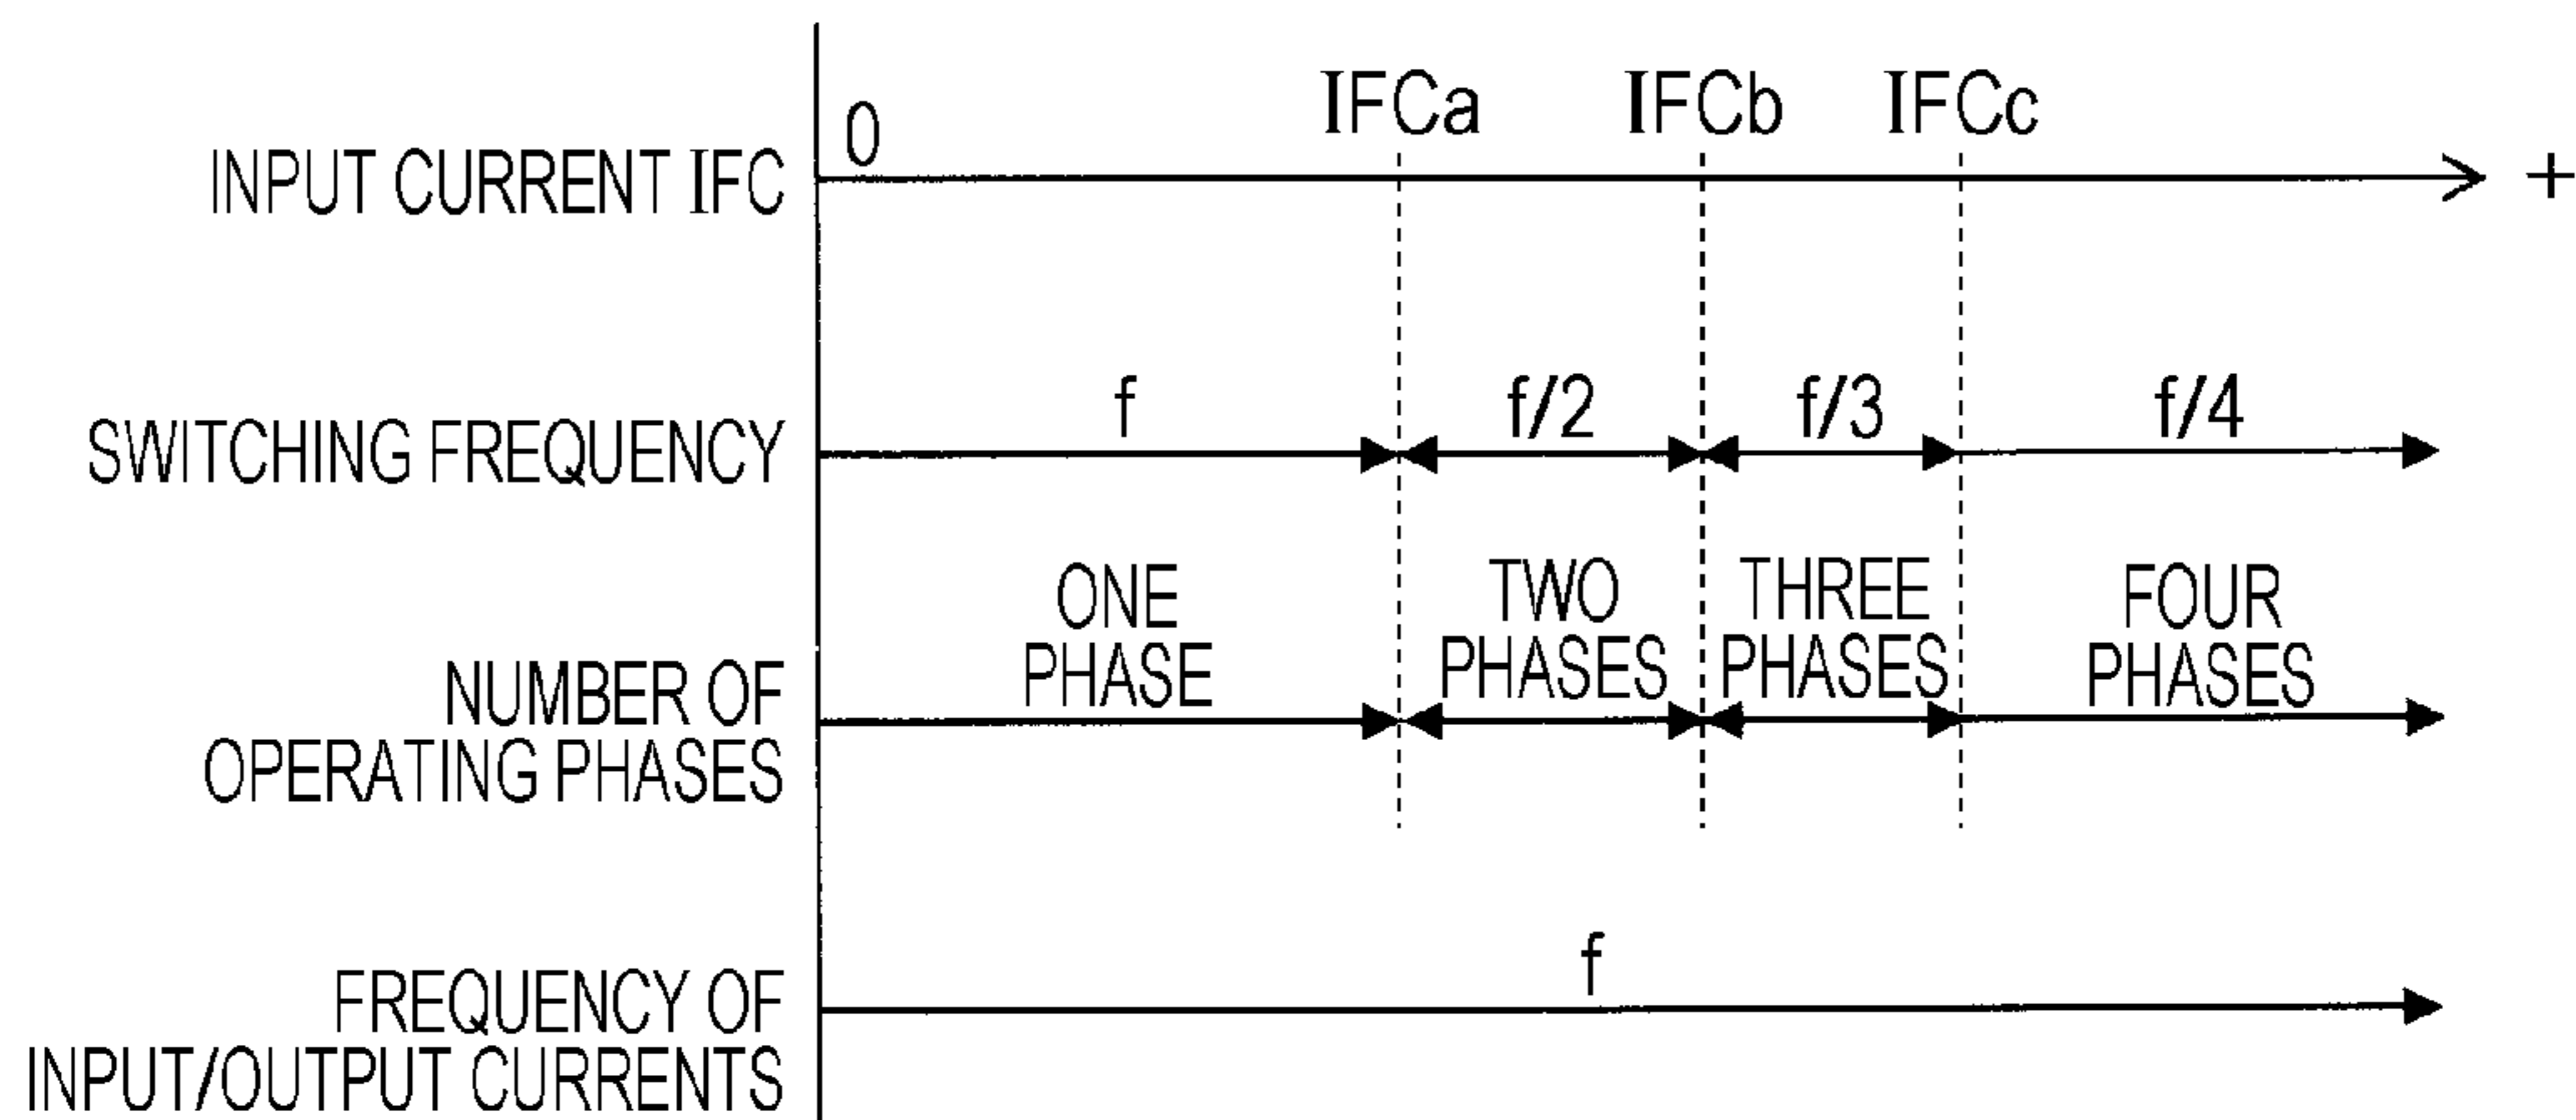 IFCa IFCb IFCc
0
INPUT CURRENT IFC
+
f f/2 f/3 f/4
SWITCHING FREQUENCY
ONE PHASE
TWO PHASES
THREE PHASES
FOUR PHASES
NUMBER OF
OPERATING PHASES
f
FREQUENCY OF
INPUT/OUTPUT CURRENTS